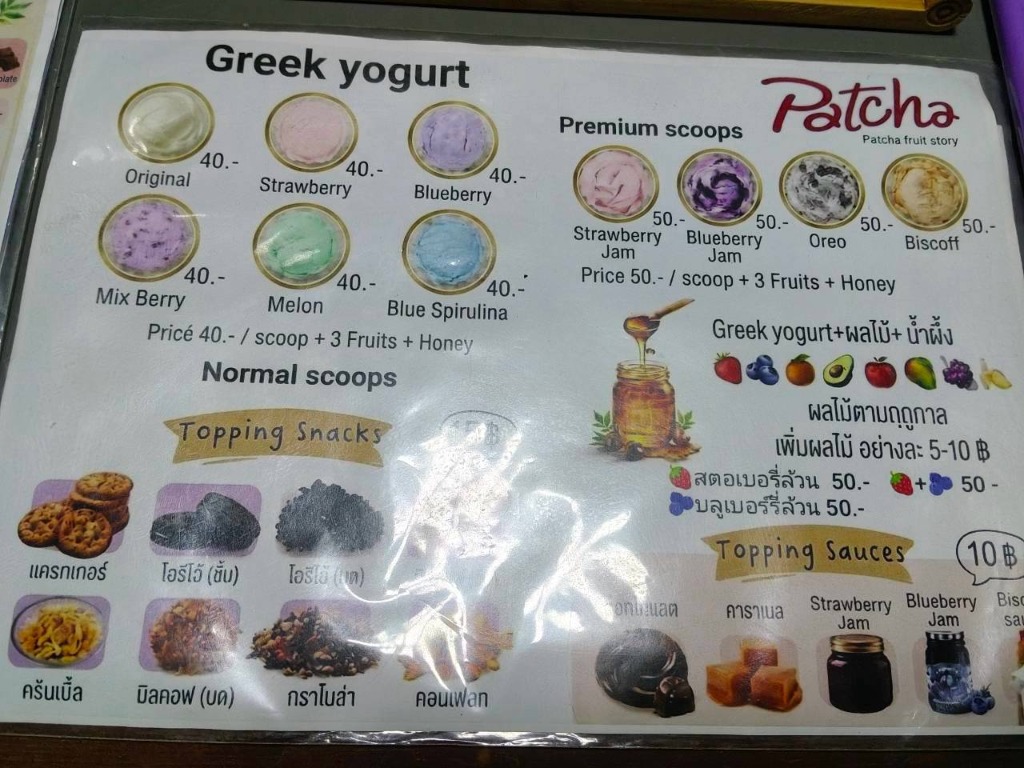 Greek yogurt
40.-
Original
40.-
Strawberry
40.-
Blueberry
40.-
Mix Berry
40.-
Melon
40.-
Blue Spirulina
Pricé 40.- / scoop + 3 Fruits + Honey
Normal scoops
Patcha
Patcha fruit story
Premium scoops
50.-
Strawberry
Jam
50.-
Blueberry
Jam
50.-
Oreo
50.-
Biscoff
Price 50.- / scoop + 3 Fruits + Honey
Greek yogurt+ผลไม้+ น้ำผึ้ง
ผลไม้ตามฤดูกาล
เพิ่มผลไม้ อย่างละ 5-10 ฿
สตอเบอรี่ล้วน 50.-
+ 50 -
บลูเบอร์รี่ล้วน 50.-
Topping Snacks
฿
แครกเกอร์
โอรีโอ้ (ชิ้น)
โอรีโอ้ (บด)
ครันเบิ้ล
มิลคอฟ (บด)
กราโนล่า
คอนเฟลก
Topping Sauces
10 ฿
คาราเมล
Strawberry
Jam
Blueberry
Jam